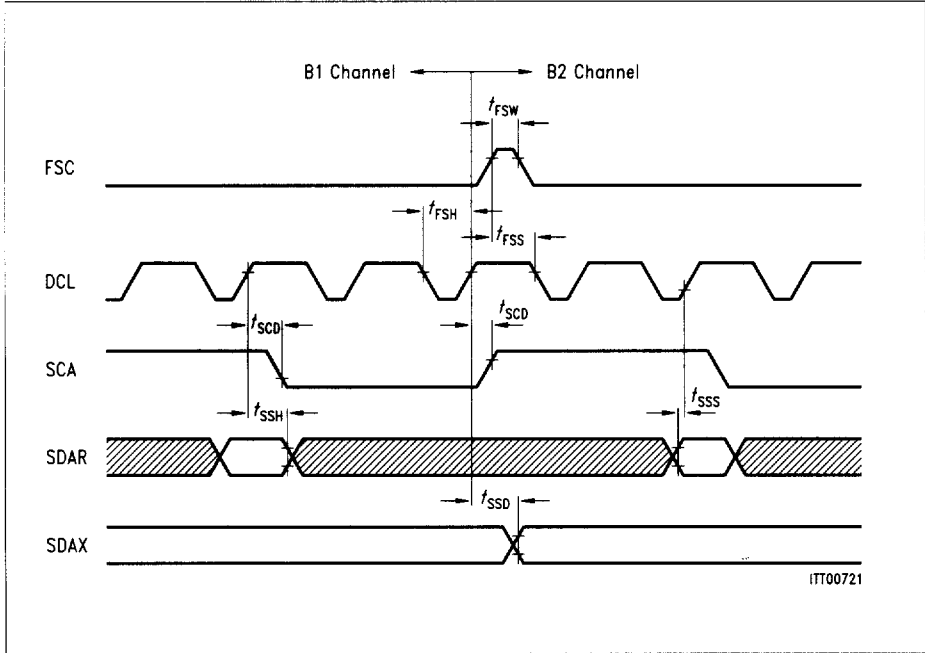 B1 Channel B2 Channel
tFSW
FSC
tFSH
tFSS
DCL
tSCD tSCD
SCA
tSSH tSSS
SDAR
tSSD
SDAX
ITT00721